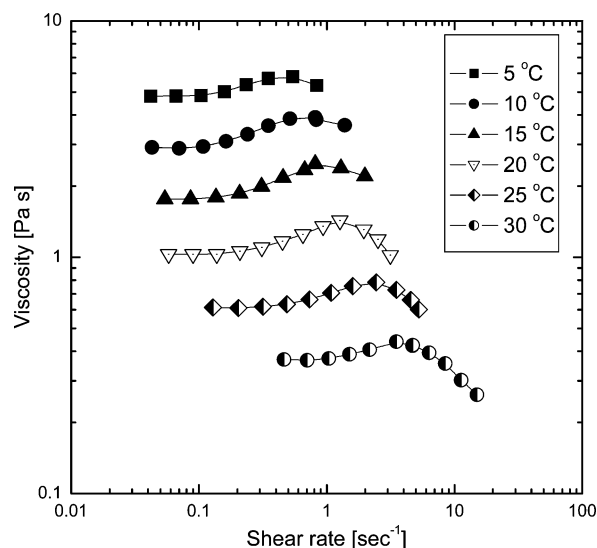 10
1
0.1
Viscosity [Pa s]
5 °C
10 °C
15 °C
20 °C
25 °C
30 °C
0.01 0.1 1 10 100
Shear rate [sec⁻¹]